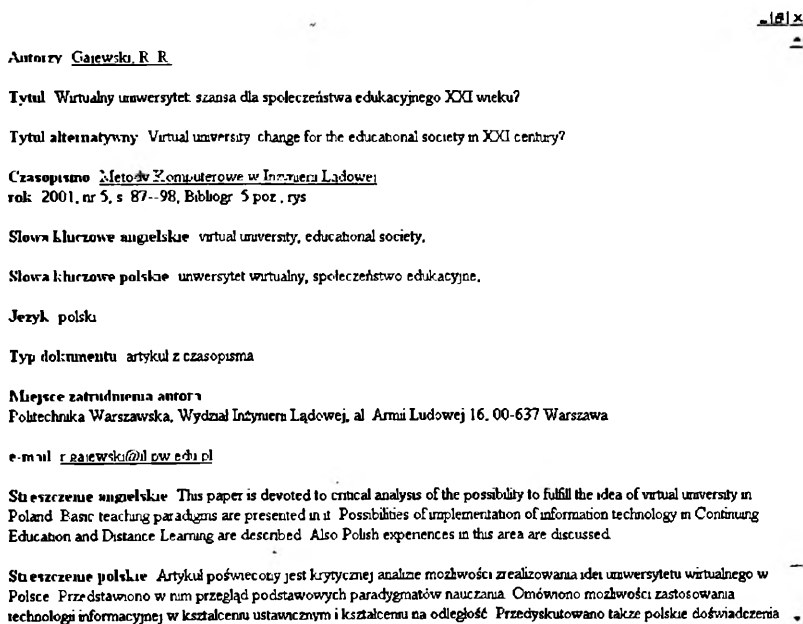 Autorzy Gajewski, R R
Tytuł Wirtualny uniwersytet szansa dla społeczeństwa edukacyjnego XXI wieku?
Tytuł alternatywny Virtual university change for the educational society in XXI century?
Czasopismo Metody Komputerowe w Inżynierii Lądowej
rok 2001, nr 5, s 87--98, Bibliogr 5 poz , rys
Słowa kluczowe angielskie virtual university, educational society,
Słowa kluczowe polskie uniwersytet wirtualny, społeczeństwo edukacyjne,
Język polski
Typ dokumentu artykuł z czasopisma
Miejsce zatrudnienia autora
Politechnika Warszawska, Wydział Inżynierii Lądowej, al Armii Ludowej 16, 00-637 Warszawa
e-mail r gajewski@il pw edu pl
Streszczenie angielskie This paper is devoted to critical analysis of the possibility to fulfill the idea of virtual university in
Poland Basic teaching paradigms are presented in it Possibilities of implementation of information technology in Continuing
Education and Distance Learning are described Also Polish experiences in this area are discussed
Streszczenie polskie Artykuł poświęcony jest krytycznej analizie możliwości zrealizowania idei uniwersytetu wirtualnego w
Polsce Przedstawiono w nim przegląd podstawowych paradygmatów nauczania Omówiono możliwości zastosowania
technologii informacyjnej w kształceniu ustawicznym i kształceniu na odległość Przedyskutowano także polskie doświadczenia